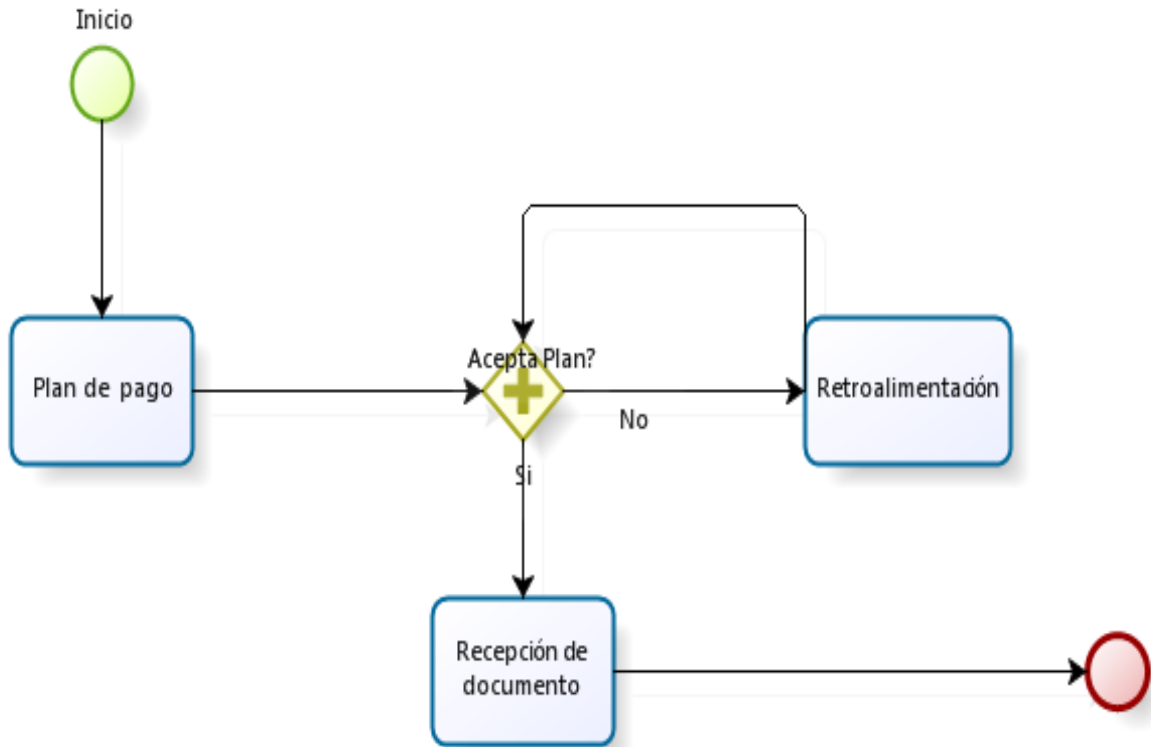 Inicio
Plan de pago
Acepta Plan?
No
Retroalimentación
Si
Recepción de
documento